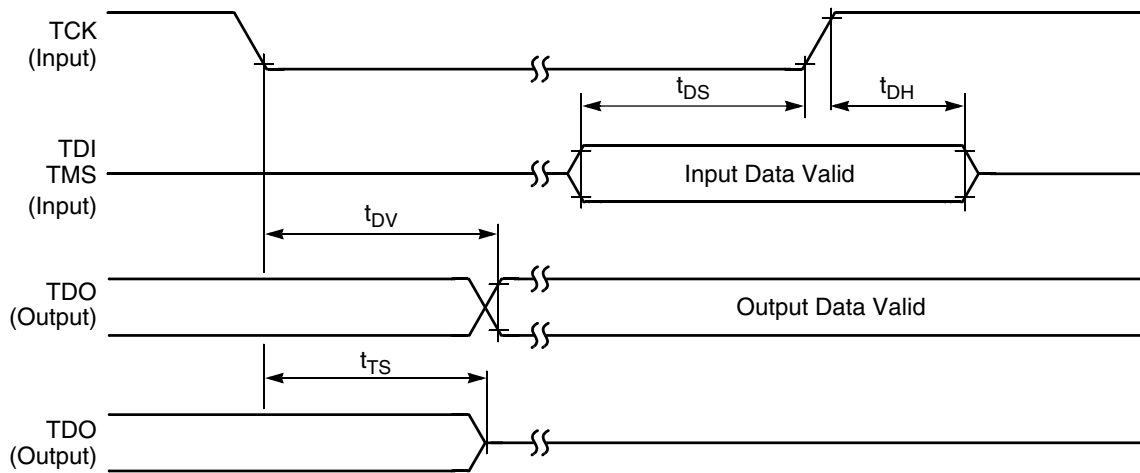 TCK
(Input)
tDS
tDH
TDI
TMS
(Input)
Input Data Valid
tDV
TDO
(Output)
Output Data Valid
tTS
TDO
(Output)